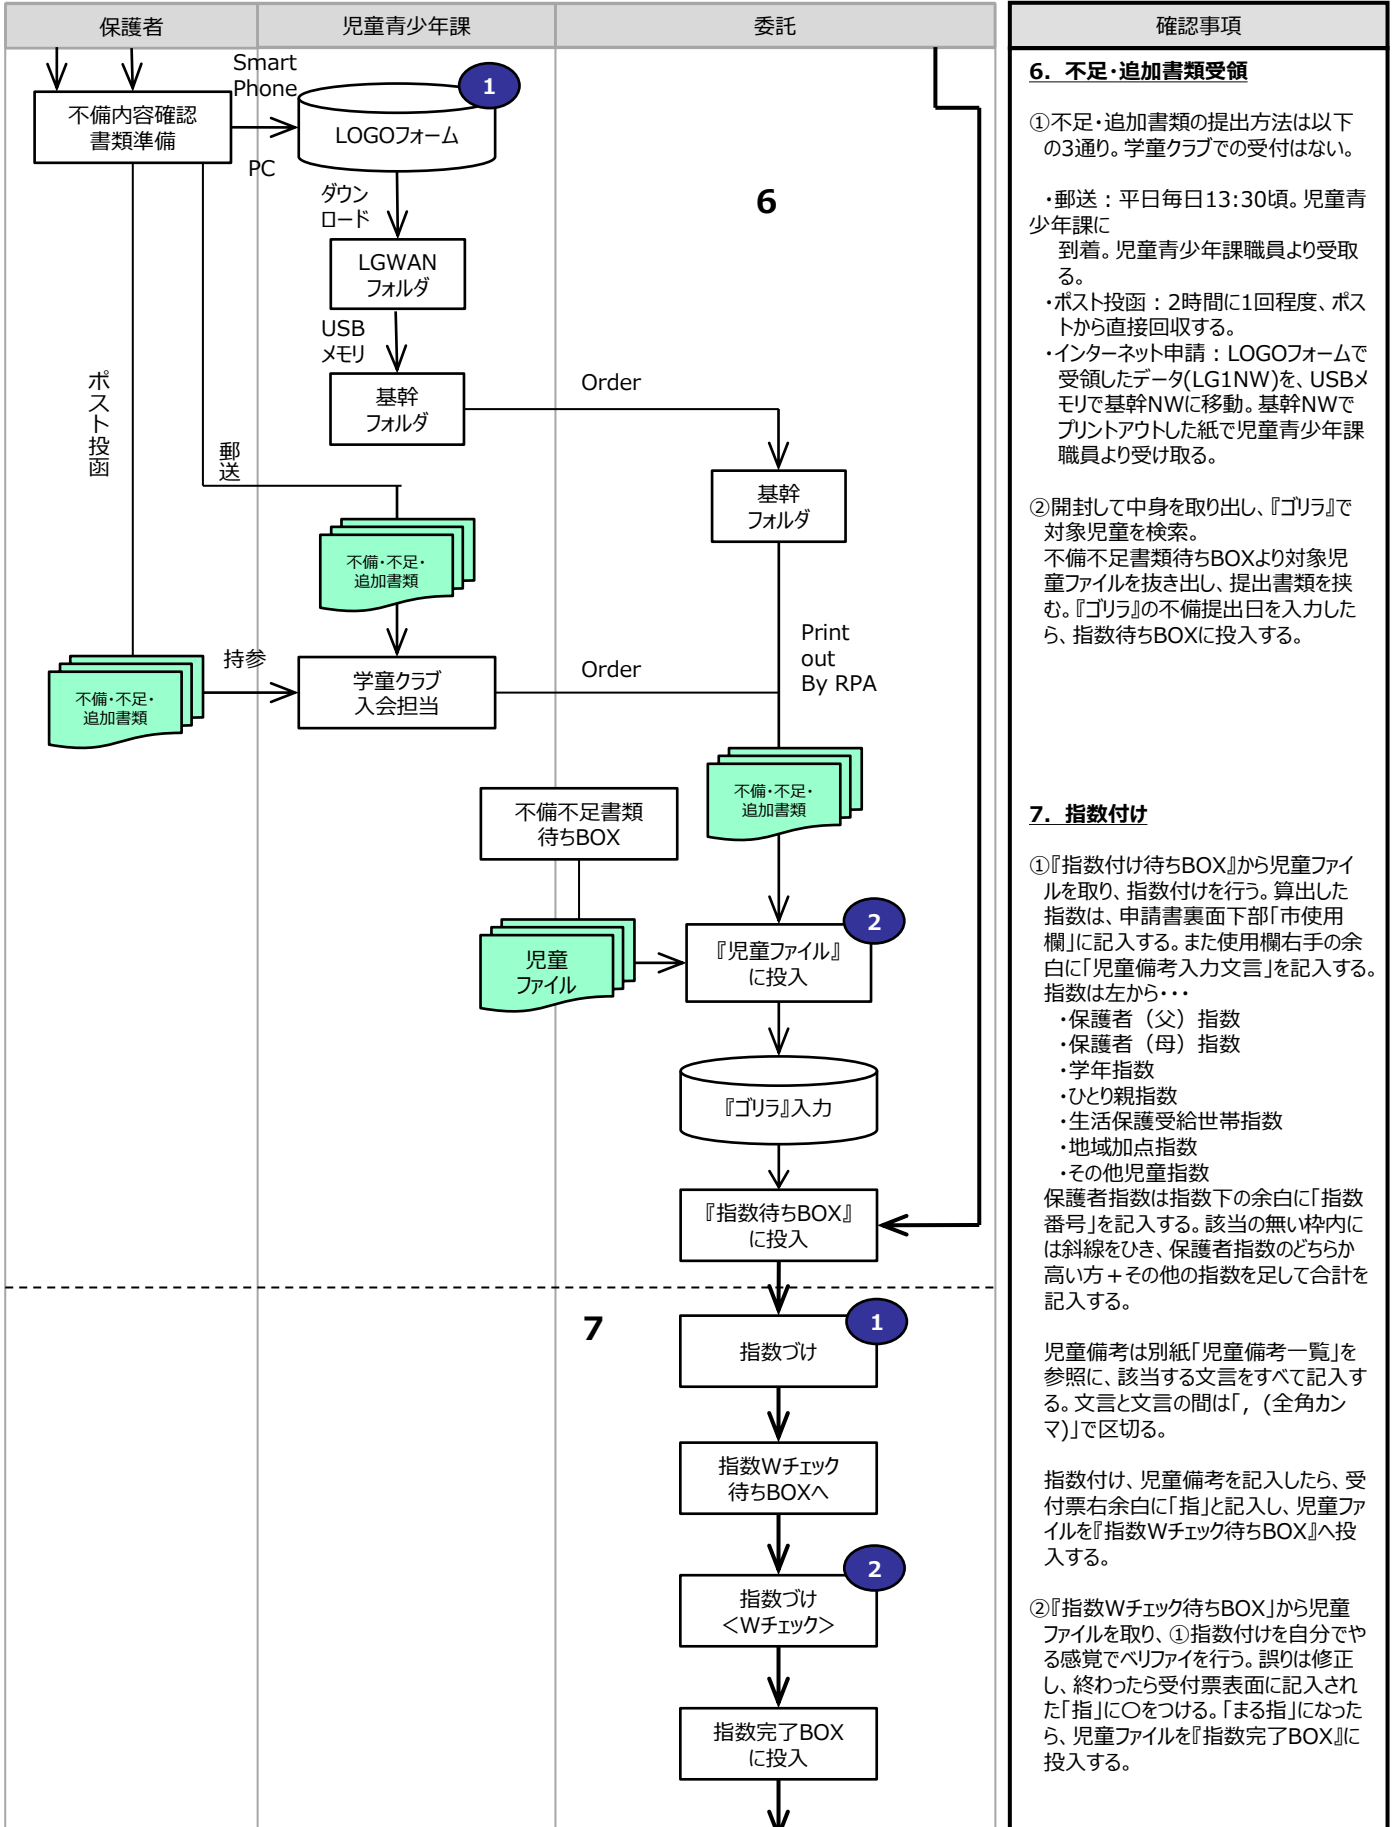 保護者
児童青少年課
委託
確認事項
不備内容確認
書類準備
Smart
Phone
PC
1
LOGOフォーム
ダウン
ロード
LGWAN
フォルダ
USB
メモリ
基幹
フォルダ
Order
6
基幹
フォルダ
ポスト投函
郵送
不備・不足・
追加書類
持参
不備・不足・
追加書類
学童クラブ
入会担当
Order
Print
out
By RPA
不備・不足・
追加書類
不備不足書類
待ちBOX
児童
ファイル
2
『児童ファイル』
に投入
『ゴリラ』入力
『指数待ちBOX』
に投入
7
1
指数づけ
指数Wチェック
待ちBOXへ
2
指数づけ
＜Wチェック＞
指数完了BOX
に投入
6．不足・追加書類受領
①不足・追加書類の提出方法は以下
の3通り。学童クラブでの受付はない。
・郵送：平日毎日13:30頃。児童青
少年課に
到着。児童青少年課職員より受取
る。
・ポスト投函：2時間に1回程度、ポス
トから直接回収する。
・インターネット申請：LOGOフォームで
受領したデータ(LG1NW)を、USBメ
モリで基幹NWに移動。基幹NWで
プリントアウトした紙で児童青少年課
職員より受け取る。
②開封して中身を取り出し、『ゴリラ』で
対象児童を検索。
不備不足書類待ちBOXより対象児
童ファイルを抜き出し、提出書類を挟
む。『ゴリラ』の不備提出日を入力した
ら、指数待ちBOXに投入する。
7．指数付け
①『指数付け待ちBOX』から児童ファイ
ルを取り、指数付けを行う。算出した
指数は、申請書裏面下部「市使用
欄」に記入する。また使用欄右手の余
白に「児童備考入力文言」を記入する。
指数は左から・・・
・保護者（父）指数
・保護者（母）指数
・学年指数
・ひとり親指数
・生活保護受給世帯指数
・地域加点指数
・その他児童指数
保護者指数は指数下の余白に「指数
番号」を記入する。該当の無い枠内に
は斜線をひき、保護者指数のどちらか
高い方＋その他の指数を足して合計を
記入する。
児童備考は別紙「児童備考一覧」を
参照に、該当する文言をすべて記入す
る。文言と文言の間は「，(全角カン
マ)」で区切る。
指数付け、児童備考を記入したら、受
付票右余白に「指」と記入し、児童ファ
イルを『指数Wチェック待ちBOX』へ投
入する。
②『指数Wチェック待ちBOX」から児童
ファイルを取り、①指数付けを自分でや
る感覚でベリファイを行う。誤りは修正
し、終わったら受付票表面に記入され
た「指」に〇をつける。「まる指」になった
ら、児童ファイルを『指数完了BOX』に
投入する。